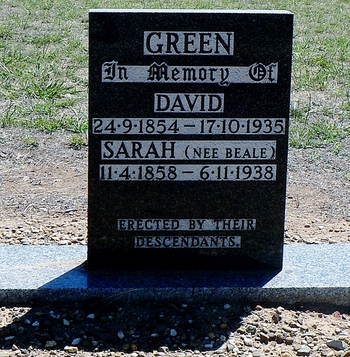 GREEN
In Memory Of
DAVID
24·9·1854 – 17·10·1935
SARAH (NEE BEALE)
11·4·1858 – 6·11·1938
ERECTED BY THEIR
DESCENDANTS.